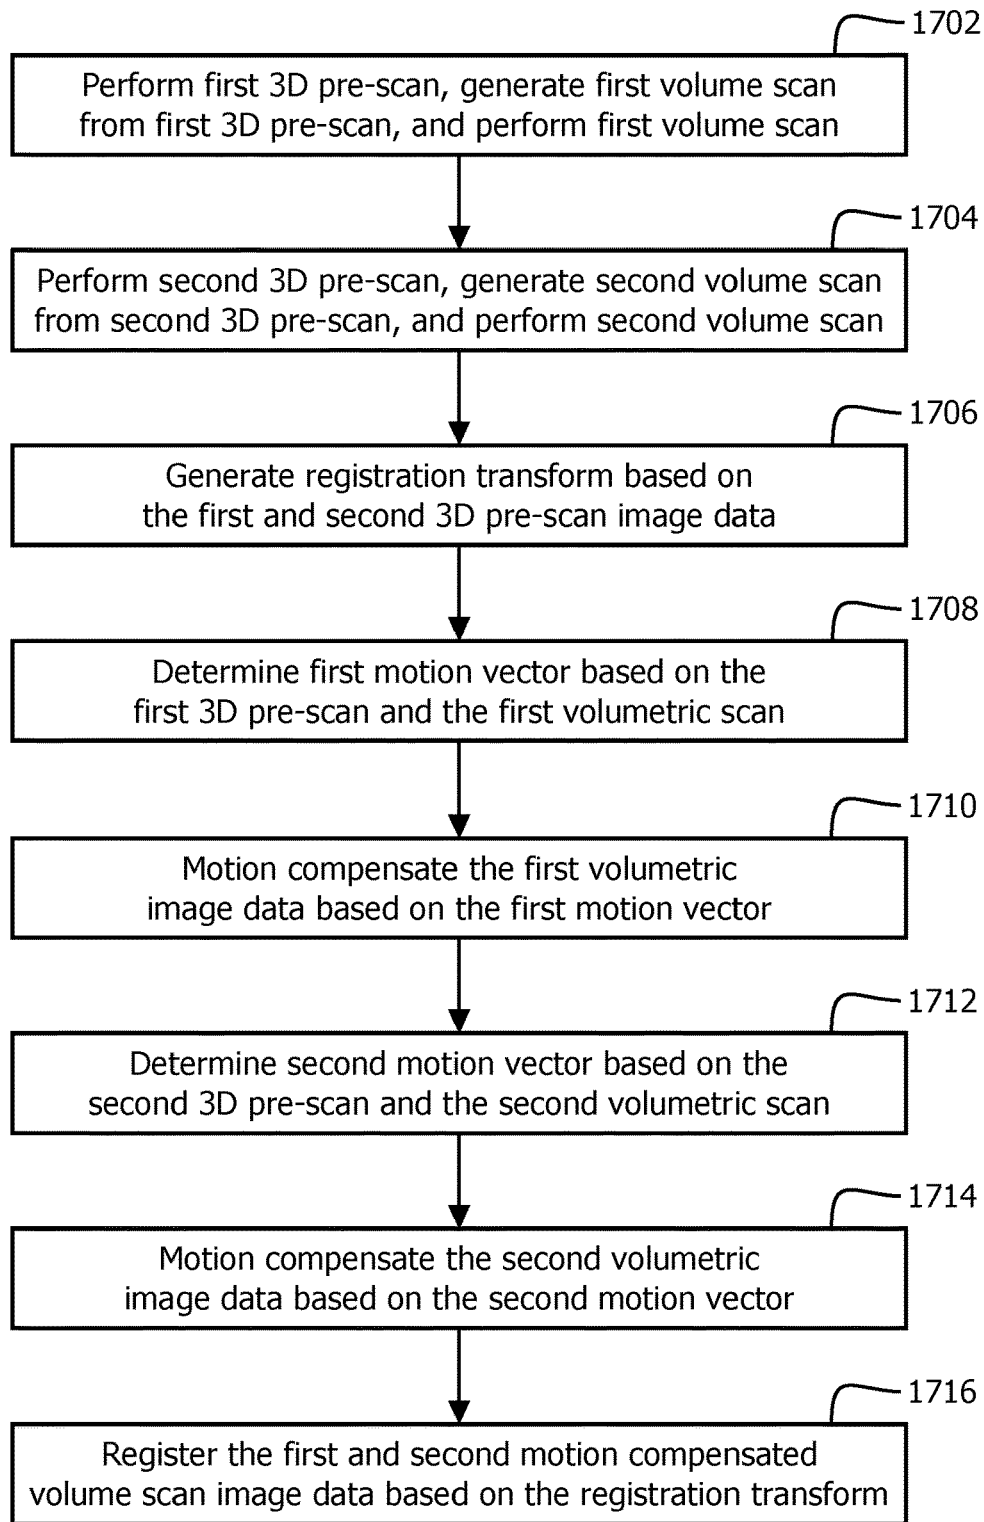 1702
Perform first 3D pre-scan, generate first volume scan
from first 3D pre-scan, and perform first volume scan
1704
Perform second 3D pre-scan, generate second volume scan
from second 3D pre-scan, and perform second volume scan
1706
Generate registration transform based on
the first and second 3D pre-scan image data
1708
Determine first motion vector based on the
first 3D pre-scan and the first volumetric scan
1710
Motion compensate the first volumetric
image data based on the first motion vector
1712
Determine second motion vector based on the
second 3D pre-scan and the second volumetric scan
1714
Motion compensate the second volumetric
image data based on the second motion vector
1716
Register the first and second motion compensated
volume scan image data based on the registration transform